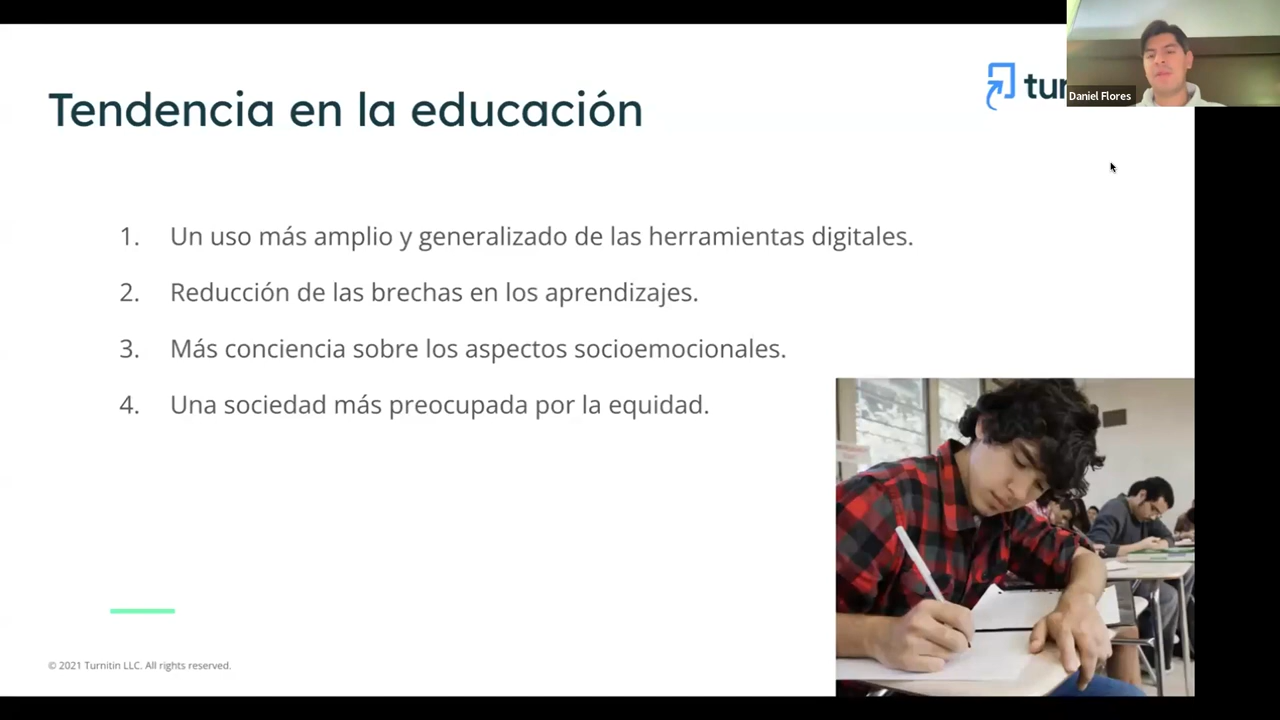 Tendencia en la educación
Daniel Flores
1. Un uso más amplio y generalizado de las herramientas digitales.
2. Reducción de las brechas en los aprendizajes.
3. Más conciencia sobre los aspectos socioemocionales.
4. Una sociedad más preocupada por la equidad.
© 2021 Turnitin LLC. All rights reserved.